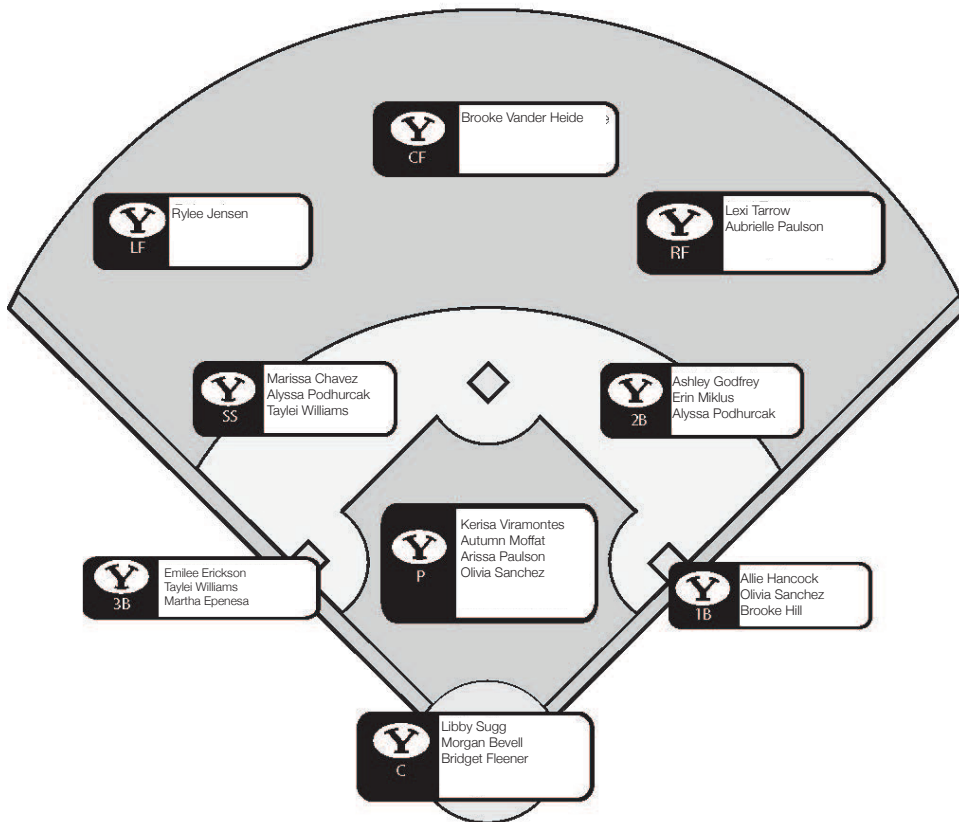 Y
CF
Brooke Vander Heide
Y
LF
Rylee Jensen
Y
RF
Lexi Tarrow
Aubrielle Paulson
Y
SS
Marissa Chavez
Alyssa Podhurcak
Taylei Williams
Y
2B
Ashley Godfrey
Erin Miklus
Alyssa Podhurcak
Y
P
Kerisa Viramontes
Autumn Moffat
Arissa Paulson
Olivia Sanchez
Y
3B
Emilee Erickson
Taylei Williams
Martha Epenesa
Y
1B
Allie Hancock
Olivia Sanchez
Brooke Hill
Y
C
Libby Sugg
Morgan Bevell
Bridget Fleener